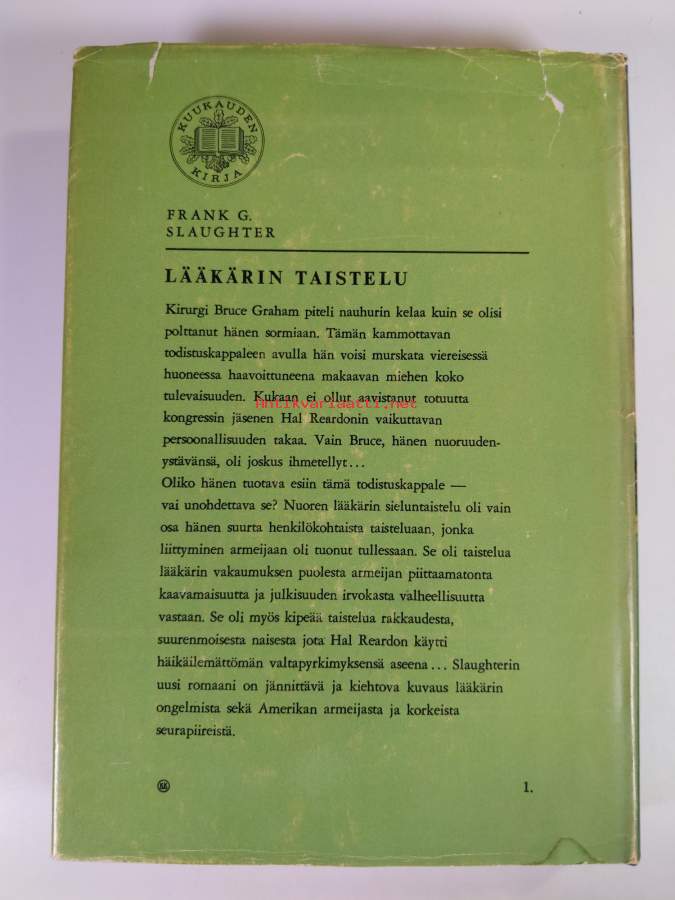 KUUKAUDEN
KIRJA
FRANK G.
SLAUGHTER
LÄÄKÄRIN TAISTELU
Kirurgi Bruce Graham piteli nauhurin kelaa kuin se olisi
polttanut hänen sormiaan. Tämän kammottavan
todistuskappaleen avulla hän voisi murskata viereisessä
huoneessa haavoittuneena makaavan miehen koko
tulevaisuuden. Kukaan ei ollut aavistanut totuutta
Antikvariaatti.net
kongressin jäsenen Hal Reardonin vaikuttavan
persoonallisuuden takaa. Vain Bruce, hänen nuoruuden-
ystävänsä, oli joskus ihmetellyt...
Oliko hänen tuotava esiin tämä todistuskappale —
vai unohdettava se? Nuoren lääkärin sieluntaistelu oli vain
osa hänen suurta henkilökohtaista taisteluaan, jonka
liittyminen armeijaan oli tuonut tullessaan. Se oli taistelua
lääkärin vakaumuksen puolesta armeijan piittaamatonta
kaavamaisuutta ja julkisuuden irvokasta valheellisuutta
vastaan. Se oli myös kipeää taistelua rakkaudesta,
suurenmoisesta naisesta jota Hal Reardon käytti
häikäilemättömän valtapyrkimyksensä aseena... Slaughterin
uusi romaani on jännittävä ja kiehtova kuvaus lääkärin
ongelmista sekä Amerikan armeijasta ja korkeista
seurapiireistä.
KK
1.